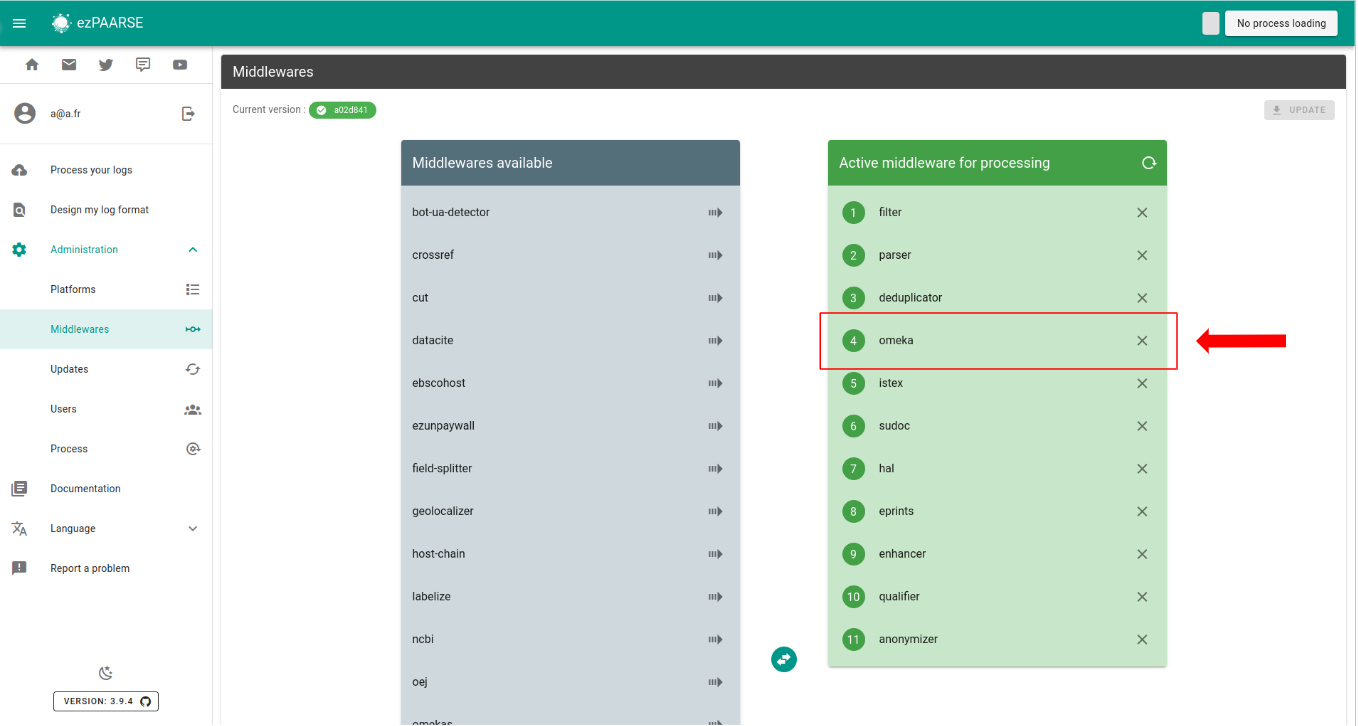 ezPAARSE
No process loading
a@a.fr
Process your logs
Design my log format
Administration
Platforms
Middlewares
Updates
Users
Process
Documentation
Language
Report a problem
VERSION: 3.9.4
Middlewares
Current version : a02d841
UPDATE
Middlewares available
bot-ua-detector
crossref
cut
datacite
ebscohost
ezunpaywall
field-splitter
geolocalizer
host-chain
labelize
ncbi
oej
omekas
Active middleware for processing
1 filter
2 parser
3 deduplicator
4 omeka
5 istex
6 sudoc
7 hal
8 eprints
9 enhancer
10 qualifier
11 anonymizer